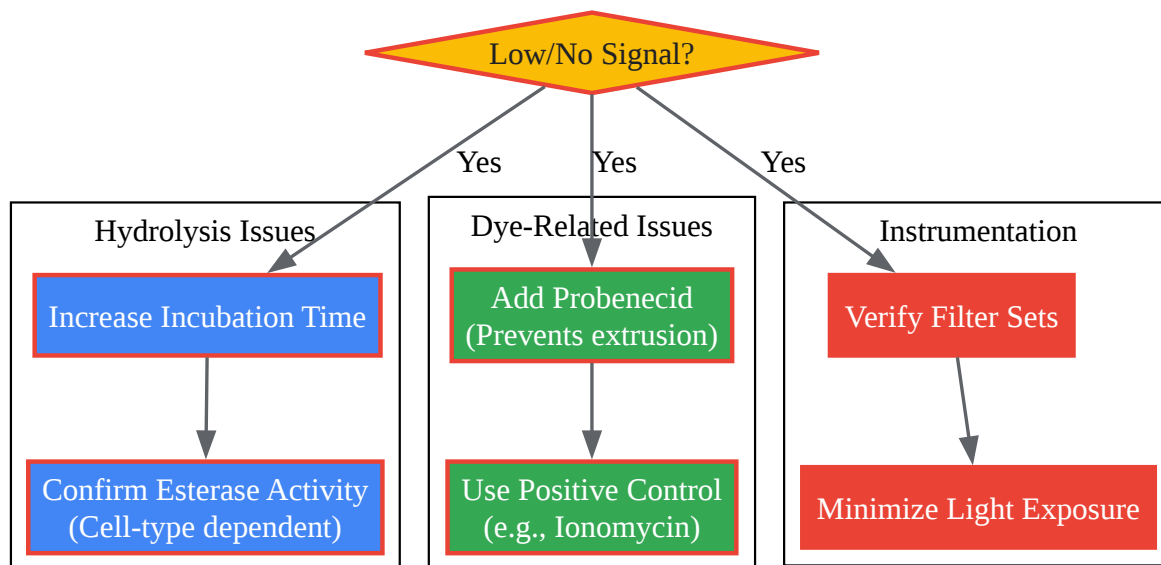 Low/No Signal?
Yes
Yes
Yes
Hydrolysis Issues
Dye-Related Issues
Instrumentation
Increase Incubation Time
Add Probenecid
(Prevents extrusion)
Verify Filter Sets
Confirm Esterase Activity
(Cell-type dependent)
Use Positive Control
(e.g., Ionomycin)
Minimize Light Exposure